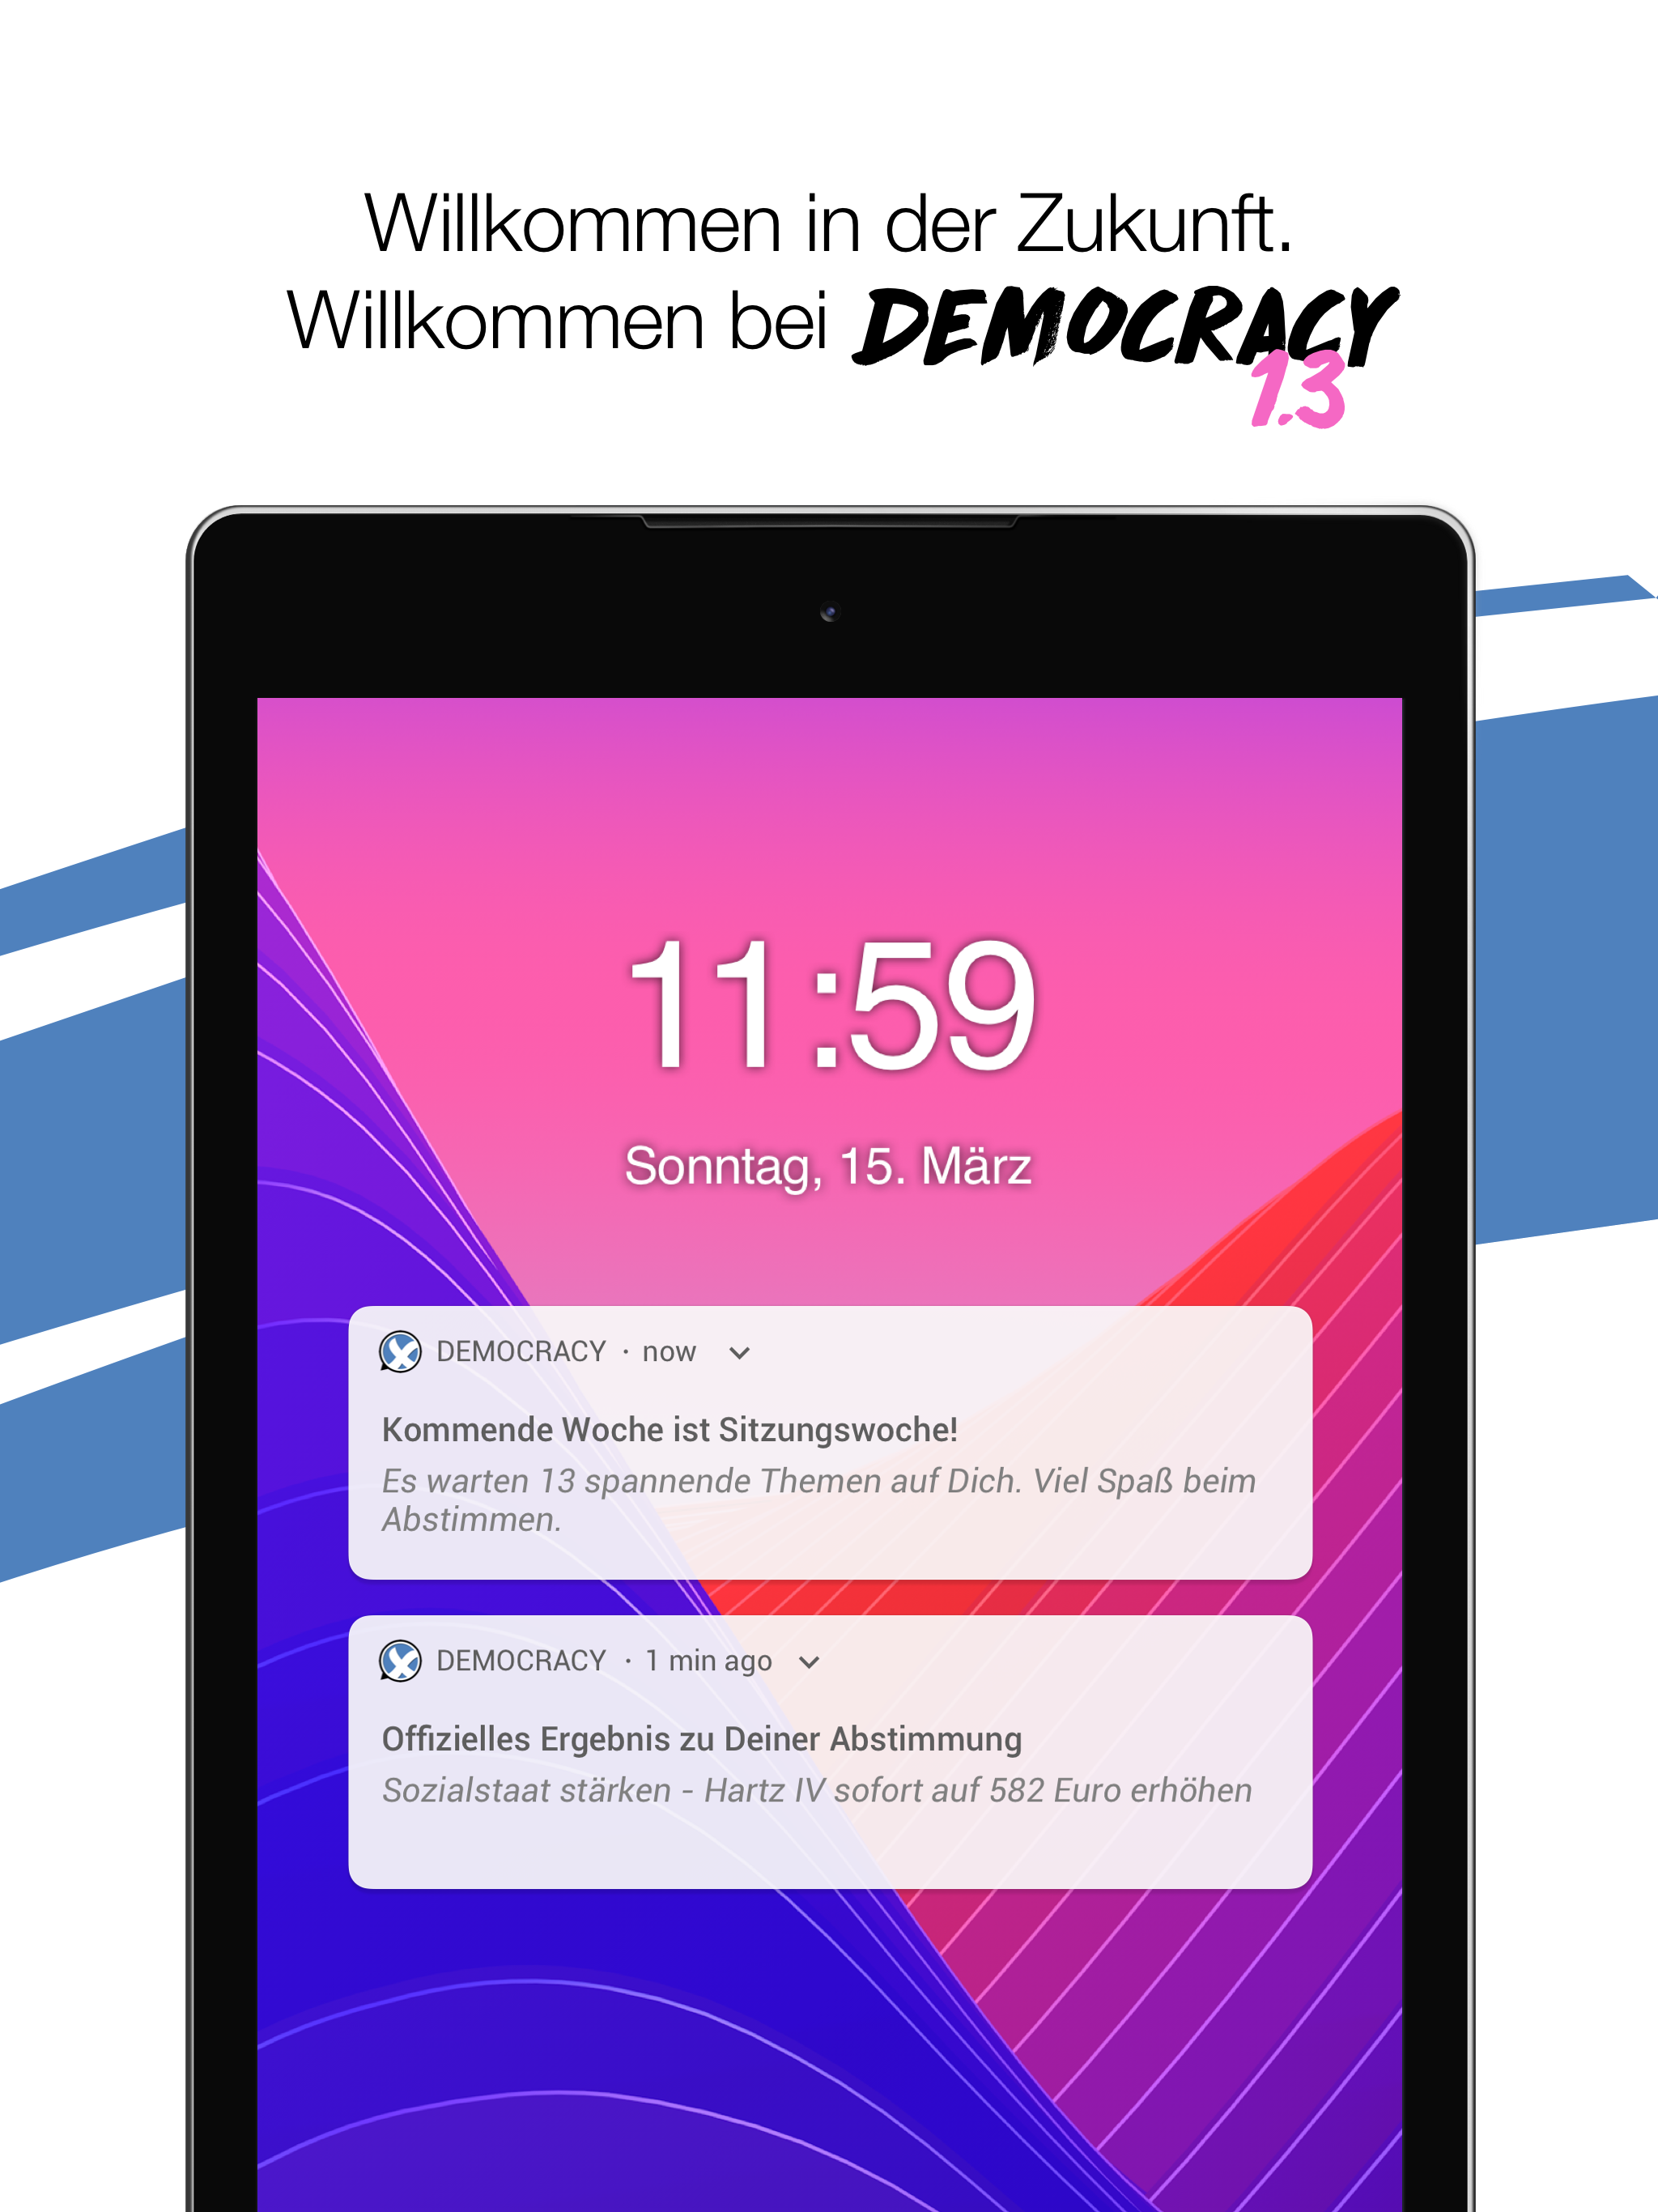 Willkommen in der Zukunft.
Willkommen bei DEMOCRACY
1.3
11:59
Sonntag, 15. März
DEMOCRACY · now
Kommende Woche ist Sitzungswoche!
Es warten 13 spannende Themen auf Dich. Viel Spaß beim
Abstimmen.
DEMOCRACY · 1 min ago
Offizielles Ergebnis zu Deiner Abstimmung
Sozialstaat stärken - Hartz IV sofort auf 582 Euro erhöhen